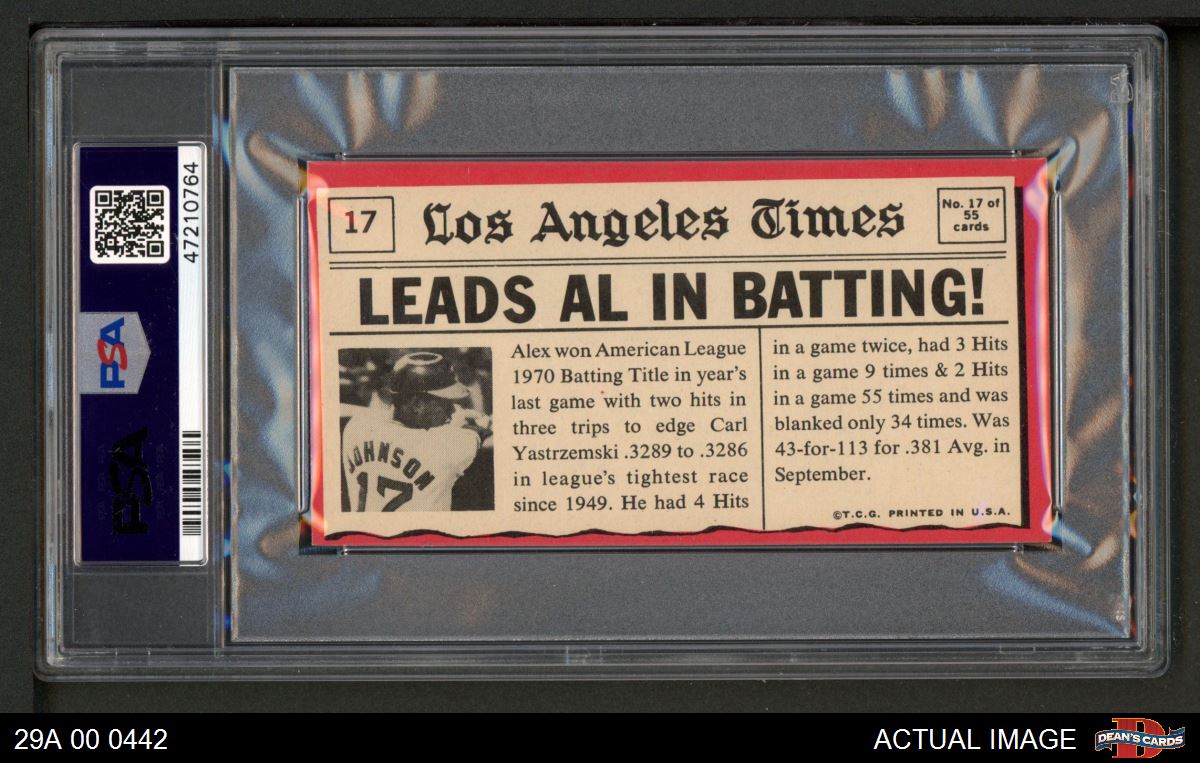 47210764
PSA
PSA
17
Los Angeles Times
No. 17 of
55
cards
LEADS AL IN BATTING!
JOHNSON
17
Alex won American League
1970 Batting Title in year's
last game with two hits in
three trips to edge Carl
Yastrzemski .3289 to .3286
in league's tightest race
since 1949. He had 4 Hits
in a game twice, had 3 Hits
in a game 9 times & 2 Hits
in a game 55 times and was
blanked only 34 times. Was
43-for-113 for .381 Avg. in
September.
©T.C.G. PRINTED IN U.S.A.
29A 00 0442
ACTUAL IMAGE
DEAN'S CARDS